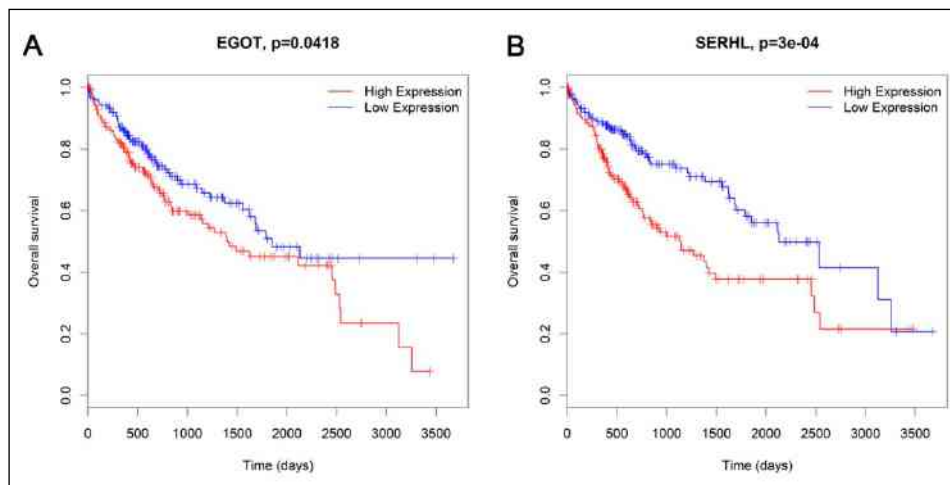 A
EGOT, p=0.0418
High Expression
Low Expression
Overall survival
0.0 0.2 0.4 0.6 0.8 1.0
0 500 1000 1500 2000 2500 3000 3500
Time (days)
B
SERHL, p=3e-04
High Expression
Low Expression
Overall survival
0.0 0.2 0.4 0.6 0.8 1.0
0 500 1000 1500 2000 2500 3000 3500
Time (days)